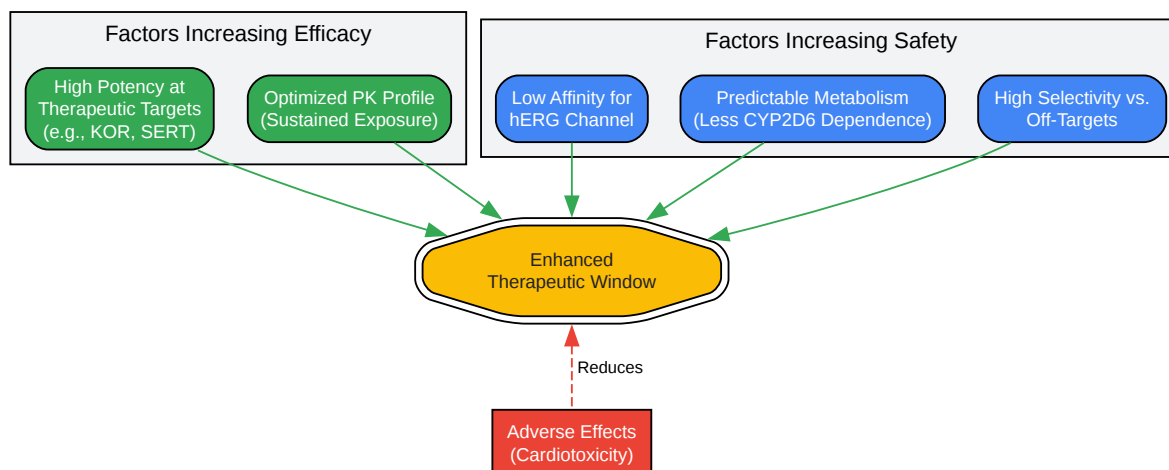 Factors Increasing Efficacy
High Potency at
Therapeutic Targets
(e.g., KOR, SERT)
Optimized PK Profile
(Sustained Exposure)
Factors Increasing Safety
Low Affinity for
hERG Channel
Predictable Metabolism
(Less CYP2D6 Dependence)
High Selectivity vs.
Off-Targets
Enhanced
Therapeutic Window
Reduces
Adverse Effects
(Cardiotoxicity)